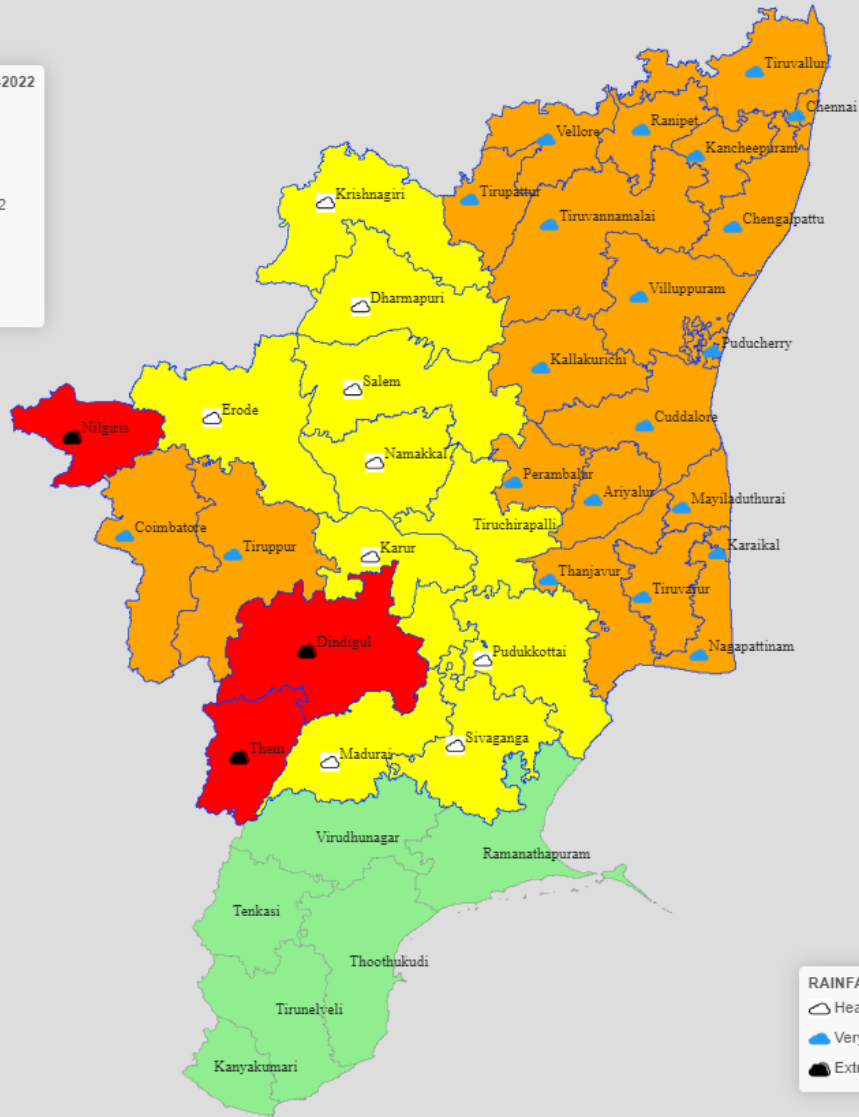 -2022
2
Tiruvallur
Chennai
Ranipet
Vellore
Kancheepuram
Krishnagiri
Tirupattur
Tiruvannamalai
Chengalpattu
Villuppuram
Dharmapuri
Puducherry
Kallakurichi
Salem
Erode
Cuddalore
Nilgiris
Namakkal
Perambalur
Ariyalur
Mayiladuthurai
Tiruchirapalli
Coimbatore
Karaikal
Tiruppur
Karur
Thanjavur
Tiruvarur
Dindigul
Nagapattinam
Pudukkottai
Sivaganga
Theni
Madurai
Virudhunagar
Ramanathapuram
Tenkasi
Thoothukudi
Tirunelveli
Kanyakumari
RAINFA
Hea
Very
Extr